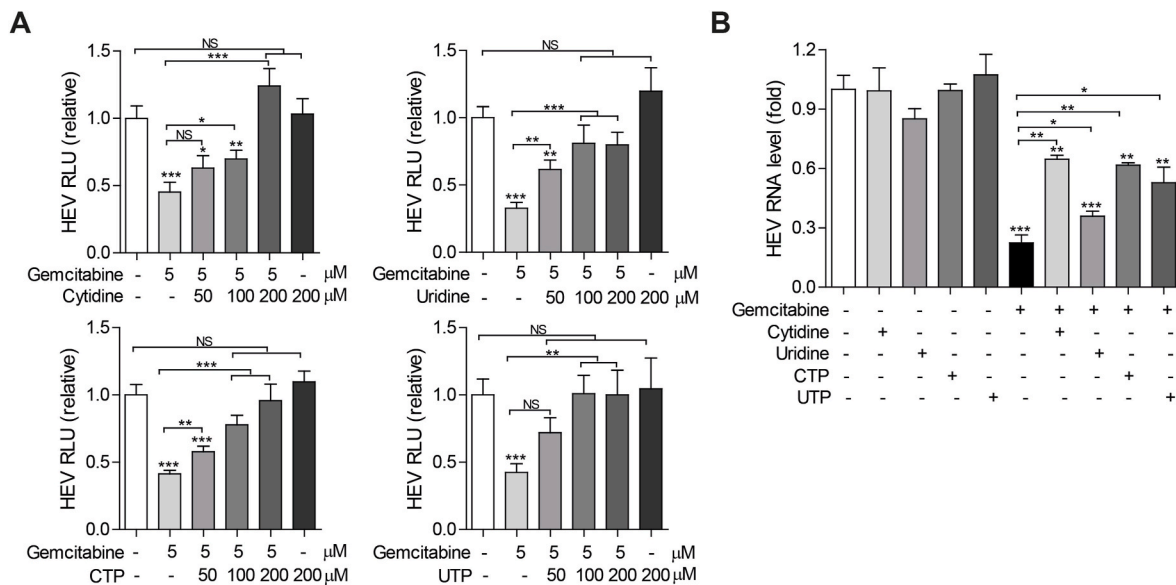 A
HEV RLU (relative)
1.5
1.0
0.5
0.0
NS
***
*
NS
***
*
**
Gemcitabine - 5 5 5 5 - μM
Cytidine - - 50 100 200 200 μM
HEV RLU (relative)
1.5
1.0
0.5
0.0
NS
***
**
***
**
Gemcitabine - 5 5 5 5 - μM
Uridine - - 50 100 200 200 μM
HEV RLU (relative)
1.5
1.0
0.5
0.0
NS
***
**
***
***
Gemcitabine - 5 5 5 5 - μM
CTP - - 50 100 200 200 μM
HEV RLU (relative)
1.5
1.0
0.5
0.0
NS
**
NS
***
Gemcitabine - 5 5 5 5 - μM
UTP - - 50 100 200 200 μM
B
HEV RNA level (fold)
1.2
0.9
0.6
0.3
0.0
*
**
*
**
***
**
***
**
**
Gemcitabine - - - - - + + + + +
Cytidine - + - - - - + - - -
Uridine - - + - - - - + - -
CTP - - - + - - - - + -
UTP - - - - + - - - - +